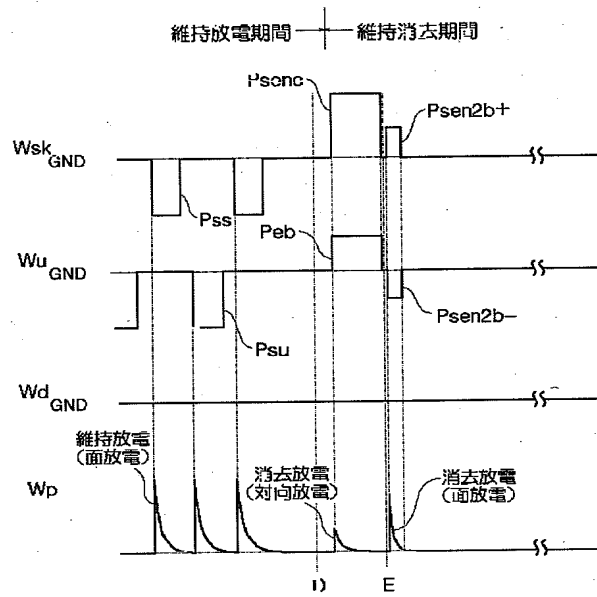 維持放電期間 維持消去期間
Psenc
Psen2b+
Wsk GND
Pss
Peb
Wu GND
Psen2b-
Psu
Wd GND
維持放電
(面放電)
消去放電
(対向放電)
消去放電
(面放電)
Wp
D E